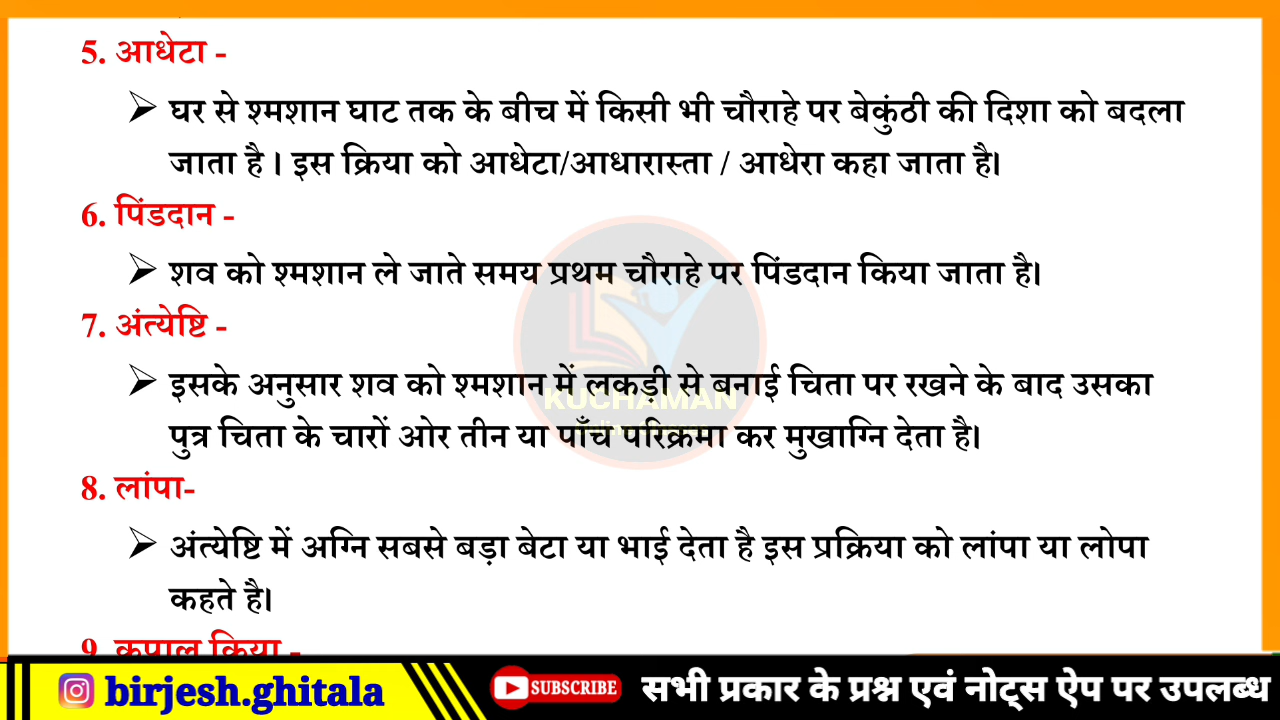 5. आधेटा -
➢ घर से श्मशान घाट तक के बीच में किसी भी चौराहे पर बेकुंठी की दिशा को बदला
जाता है । इस क्रिया को आधेटा/आधारास्ता / आधेरा कहा जाता है।
6. पिंडदान -
➢ शव को श्मशान ले जाते समय प्रथम चौराहे पर पिंडदान किया जाता है।
7. अंत्येष्टि -
➢ इसके अनुसार शव को श्मशान में लकड़ी से बनाई चिता पर रखने के बाद उसका
पुत्र चिता के चारों ओर तीन या पाँच परिक्रमा कर मुखाग्नि देता है।
KUCHAMAN
8. लांपा-
➢ अंत्येष्टि में अग्नि सबसे बड़ा बेटा या भाई देता है इस प्रक्रिया को लांपा या लोपा
कहते है।
9. कपाल क्रिया -
birjesh.ghitala SUBSCRIBE सभी प्रकार के प्रश्न एवं नोट्स ऐप पर उपलब्ध